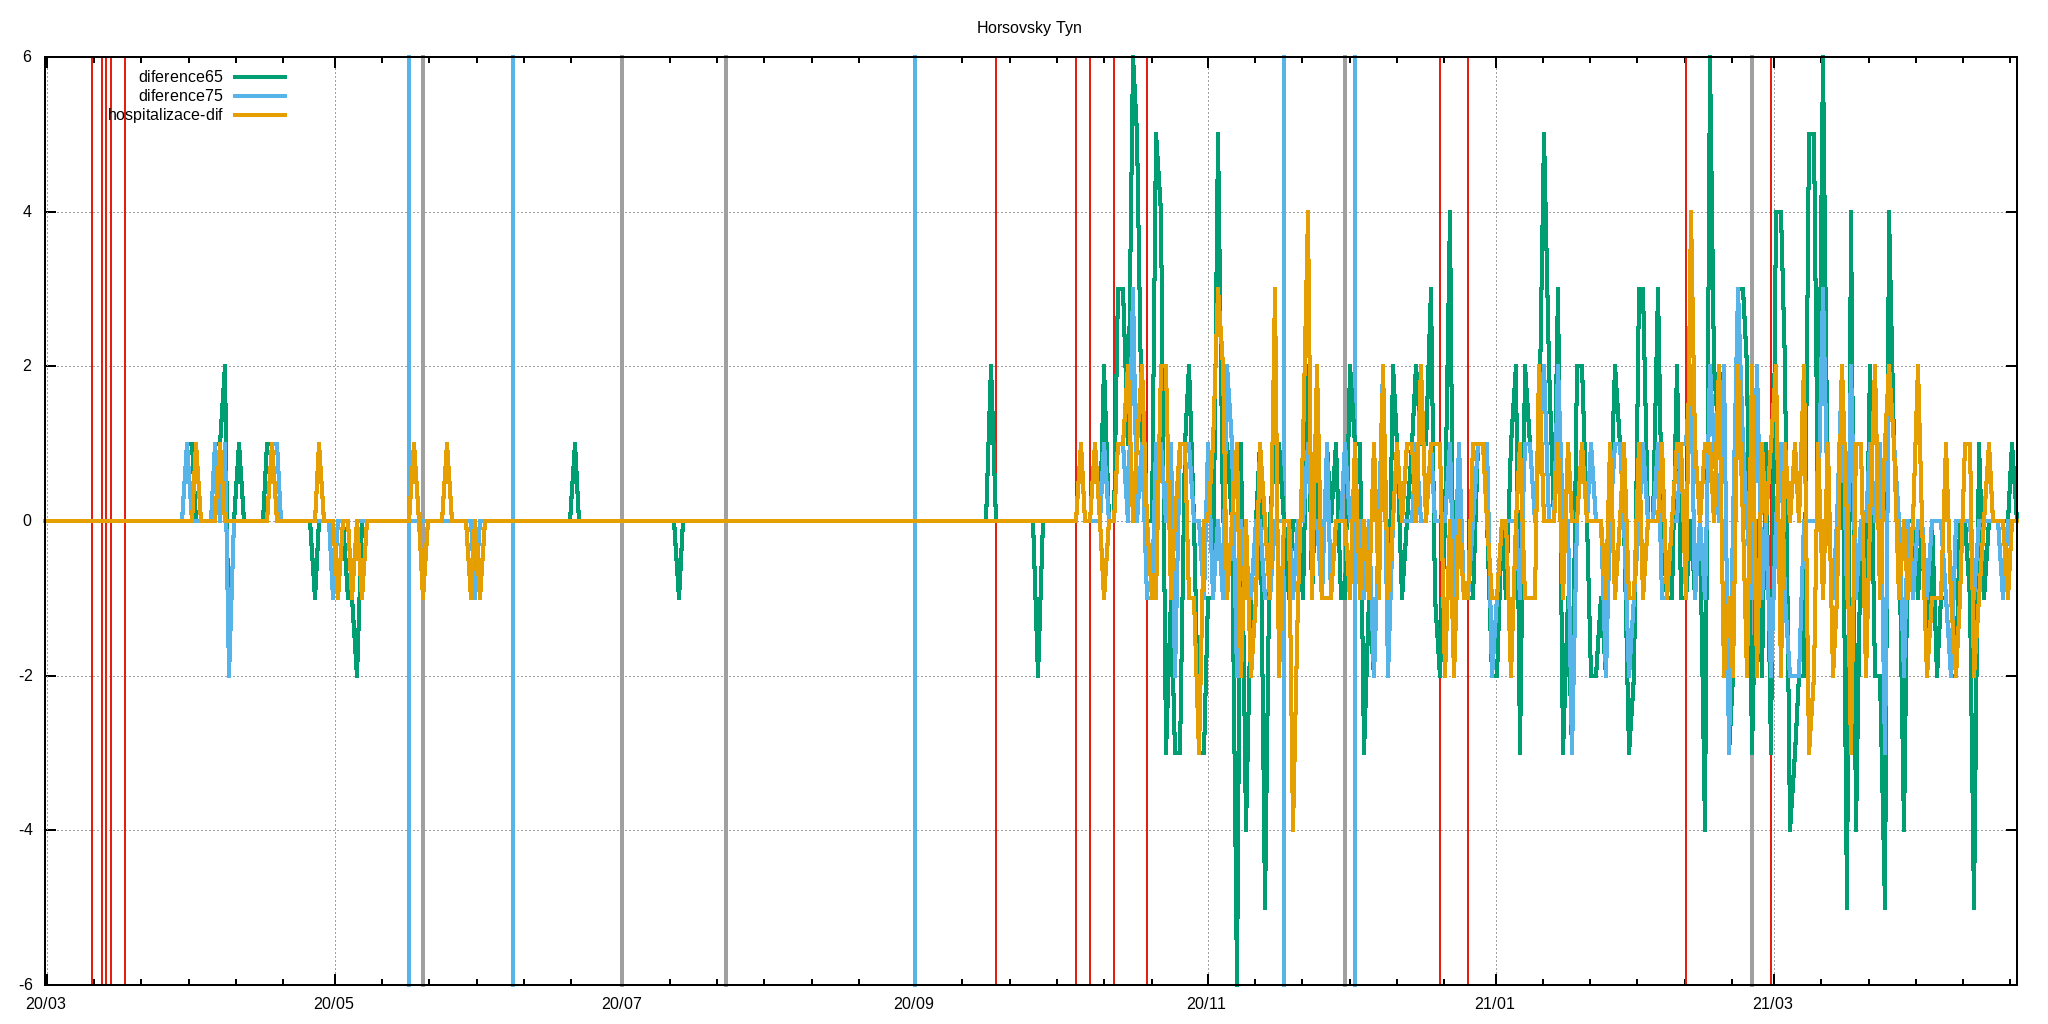 Horsovsky Tyn
6
diference65
diference75
hospitalizace-dif
4
2
0
-2
-4
-6
20/03 20/05 20/07 20/09 20/11 21/01 21/03